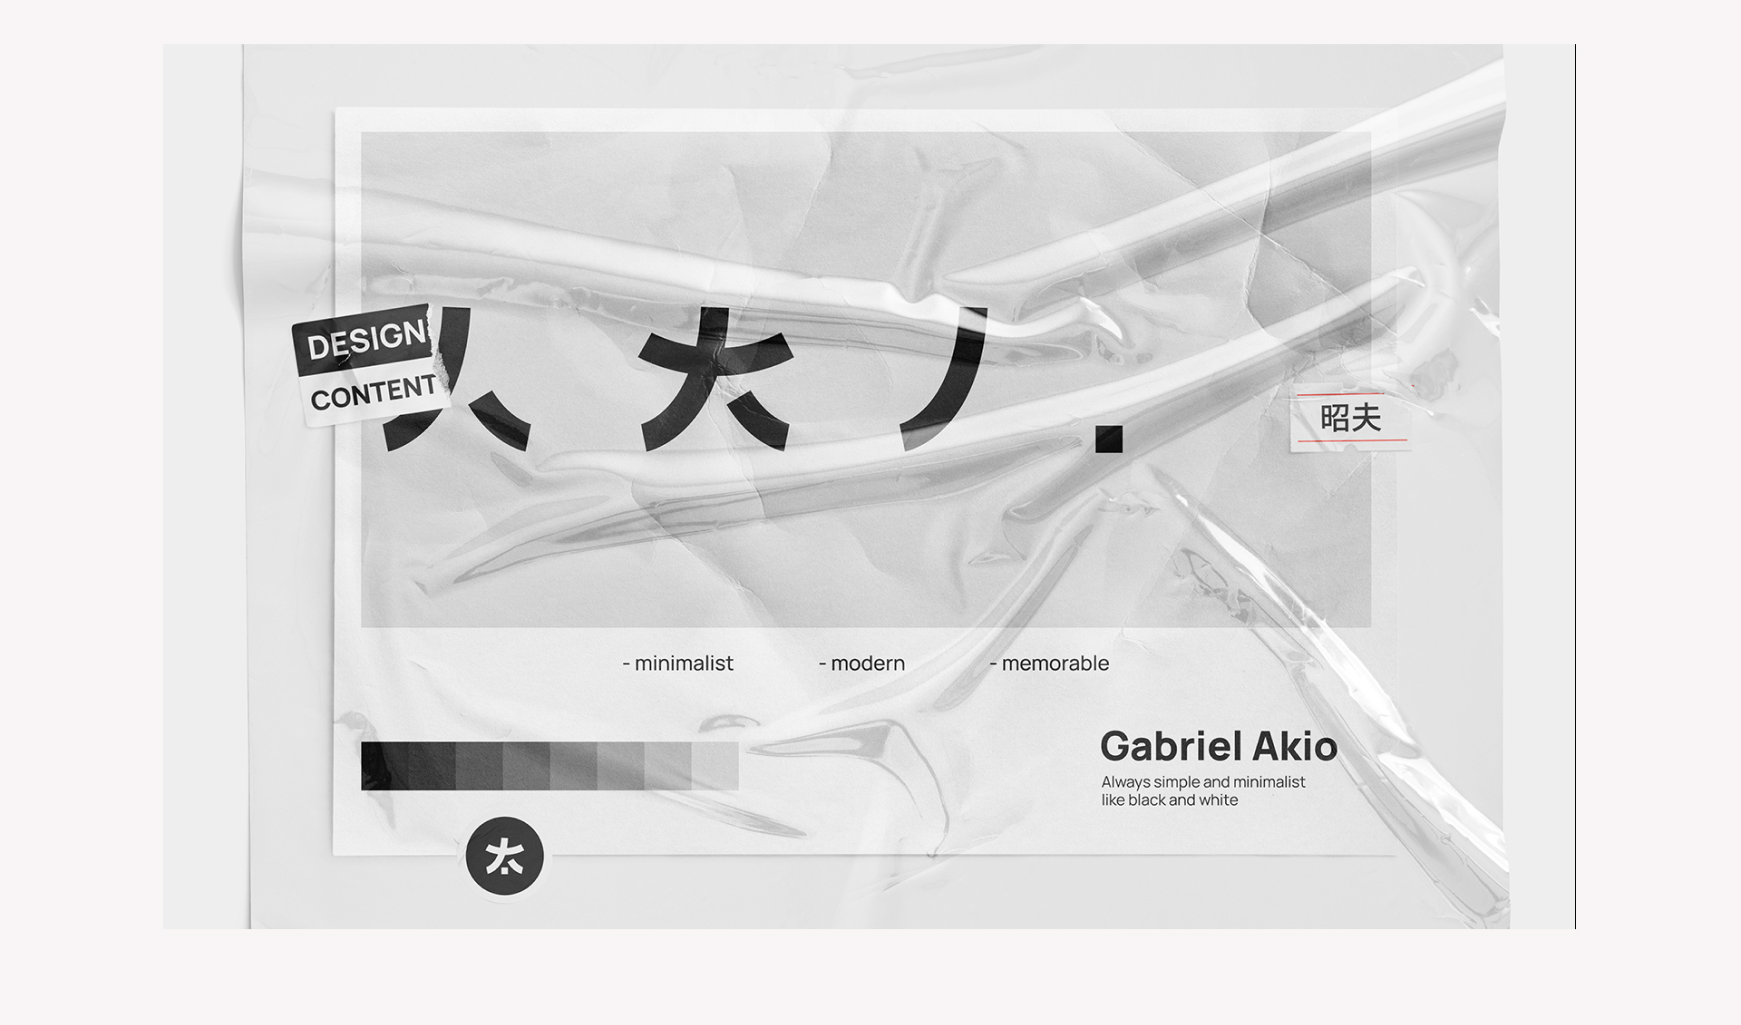 DESIGN
CONTENT
人 大 ノ .
昭夫
- minimalist - modern - memorable
Gabriel Akio
Always simple and minimalist
like black and white
太